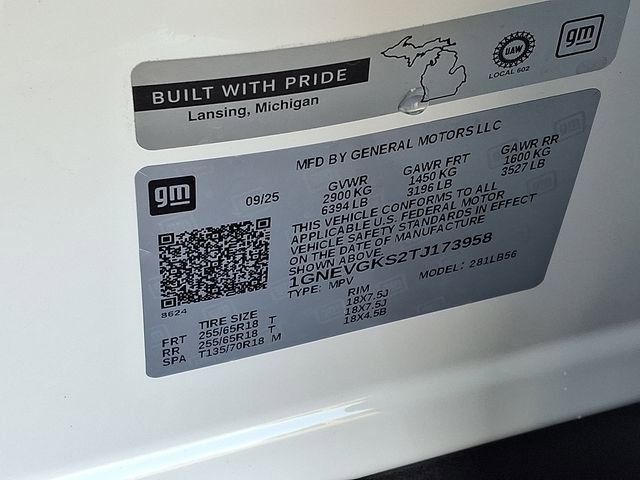 BUILT WITH PRIDE
Lansing, Michigan
UAW
LOCAL 602
gm
MFD BY GENERAL MOTORS LLC
gm
09/25
GVWR GAWR FRT GAWR RR
2900 KG 1450 KG 1600 KG
6394 LB 3196 LB 3527 LB
THIS VEHICLE CONFORMS TO ALL
APPLICABLE U.S. FEDERAL MOTOR
VEHICLE SAFETY STANDARDS IN EFFECT
ON THE DATE OF MANUFACTURE
SHOWN ABOVE
1GNEVGKS2TJ173958
TYPE: MPV MODEL: 281LB56
8624
TIRE SIZE RIM
FRT 255/65R18 T 18X7.5J
RR 255/65R18 T 18X7.5J
SPA T135/70R18 M 18X4.5B